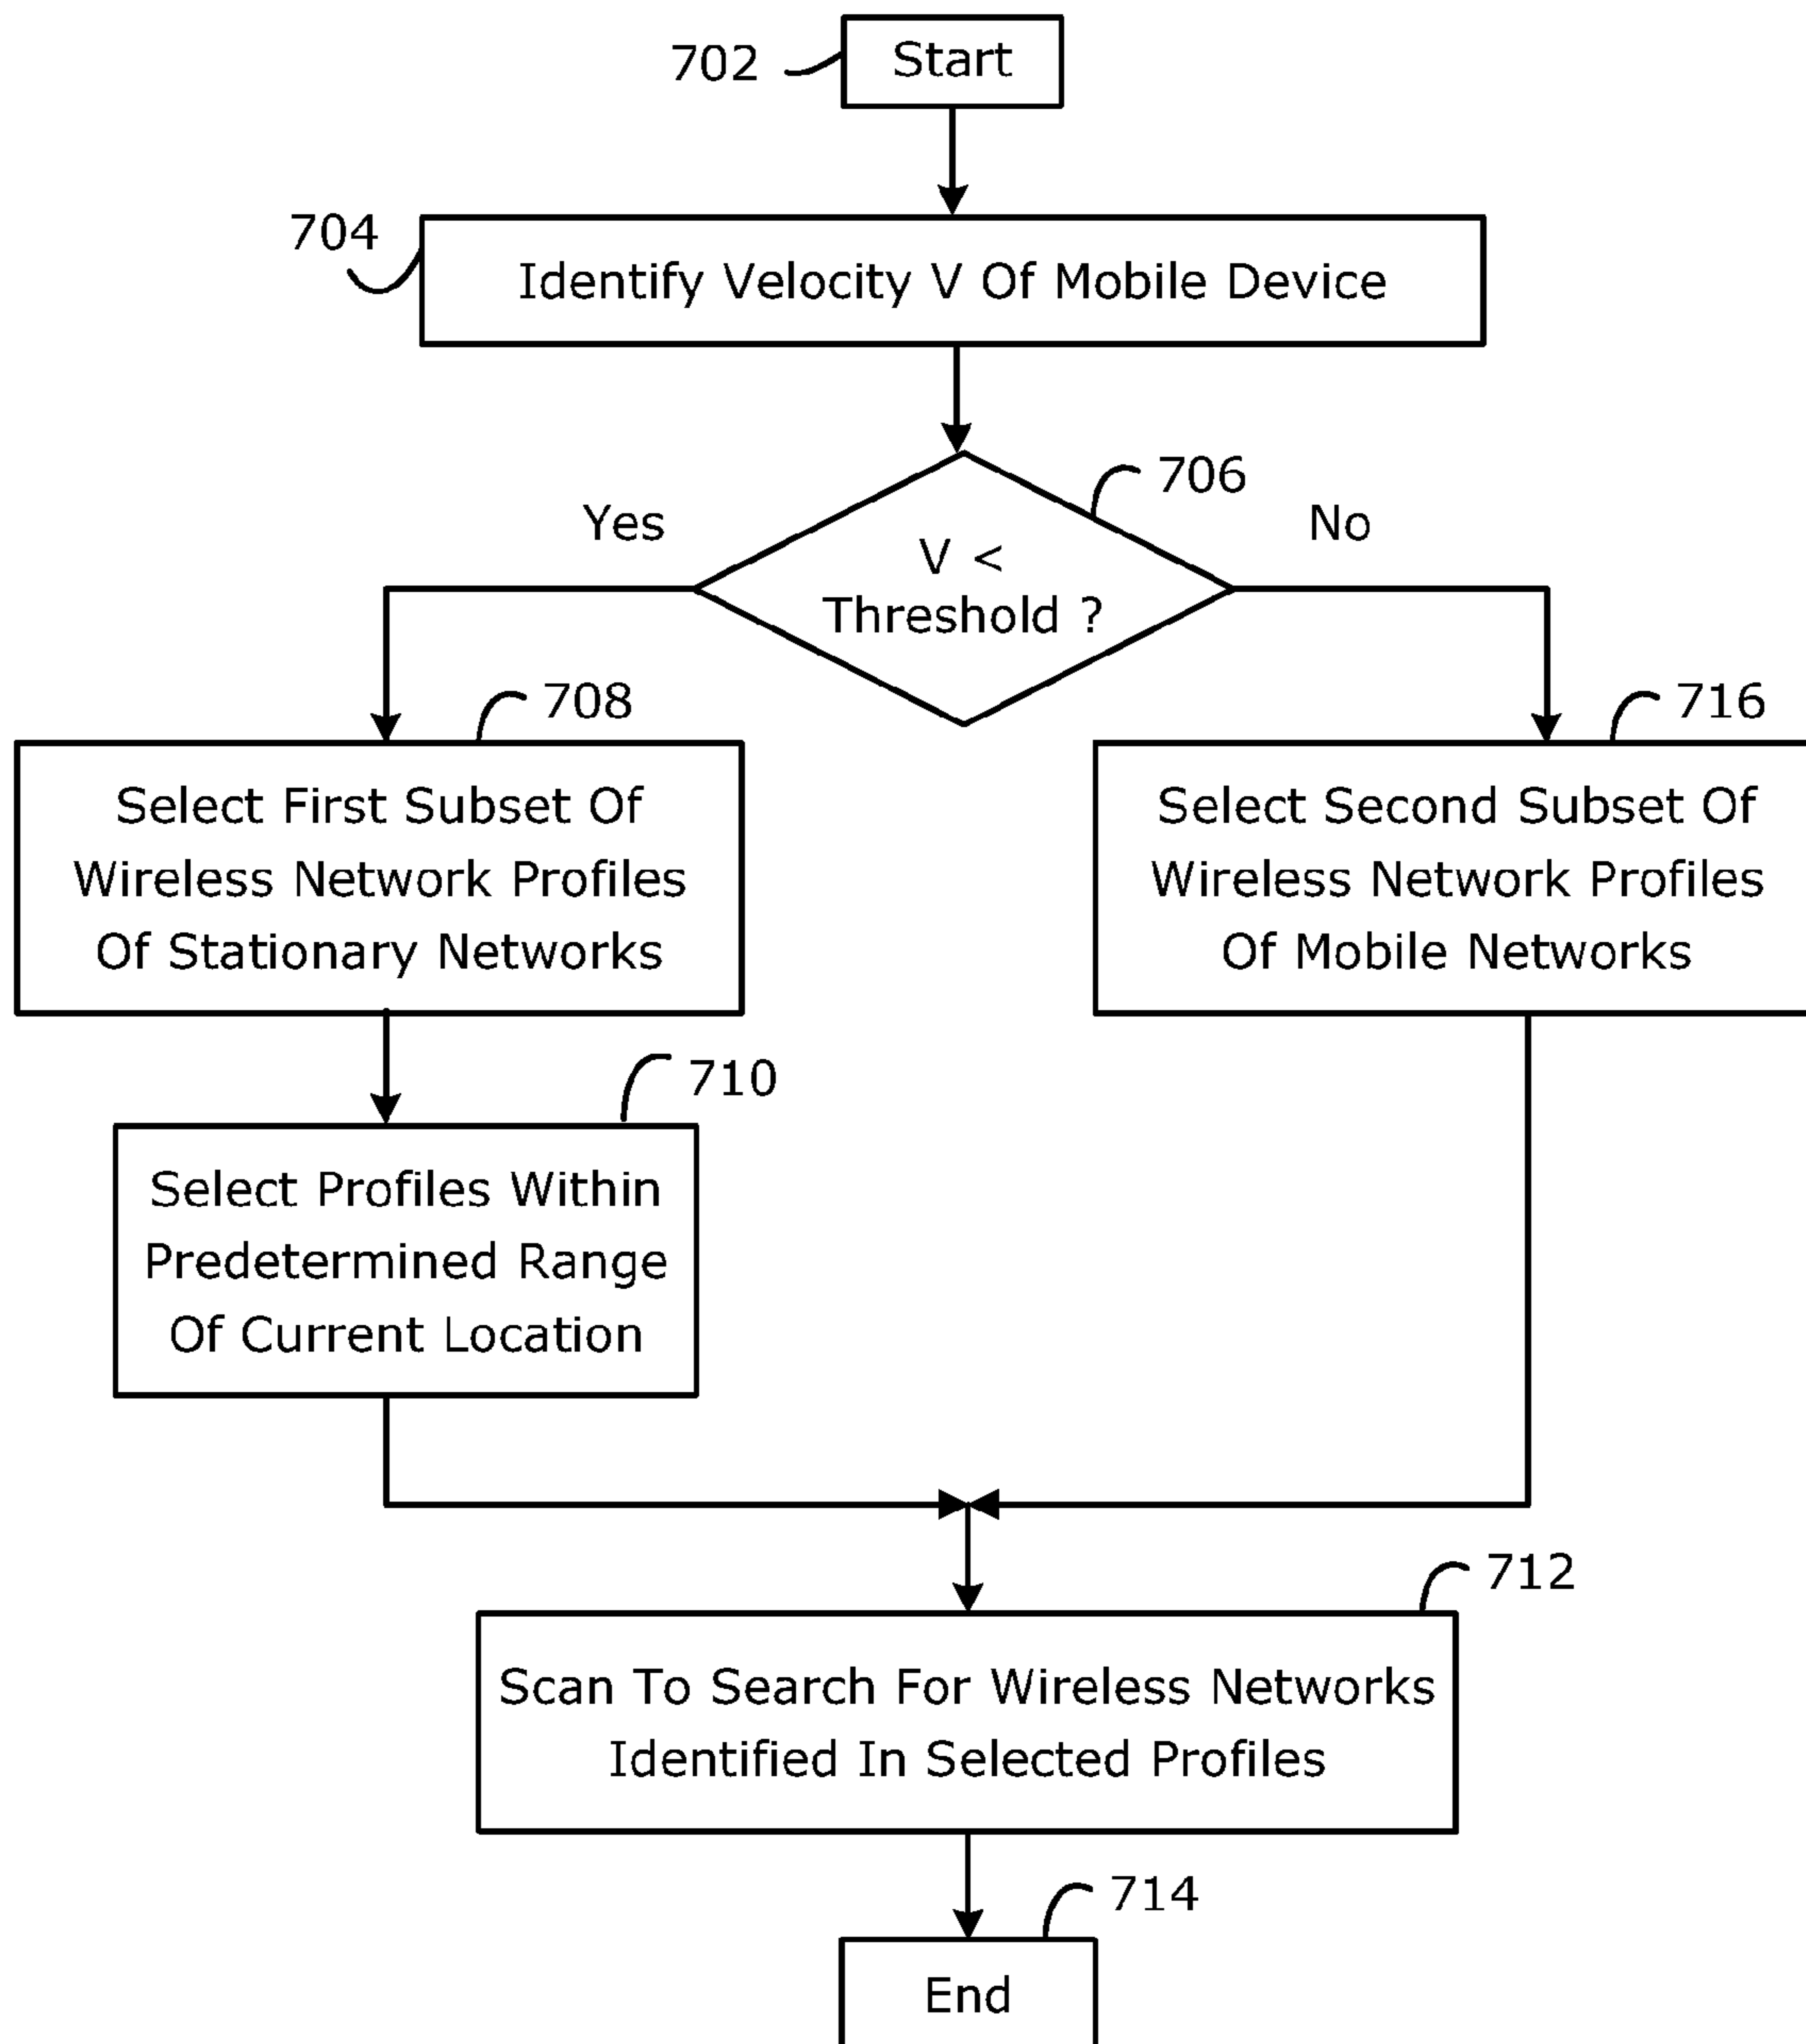 702
Start
704
Identify Velocity V Of Mobile Device
706
Yes
No
V <
Threshold ?
708
716
Select First Subset Of
Wireless Network Profiles
Of Stationary Networks
Select Second Subset Of
Wireless Network Profiles
Of Mobile Networks
710
Select Profiles Within
Predetermined Range
Of Current Location
712
Scan To Search For Wireless Networks
Identified In Selected Profiles
714
End